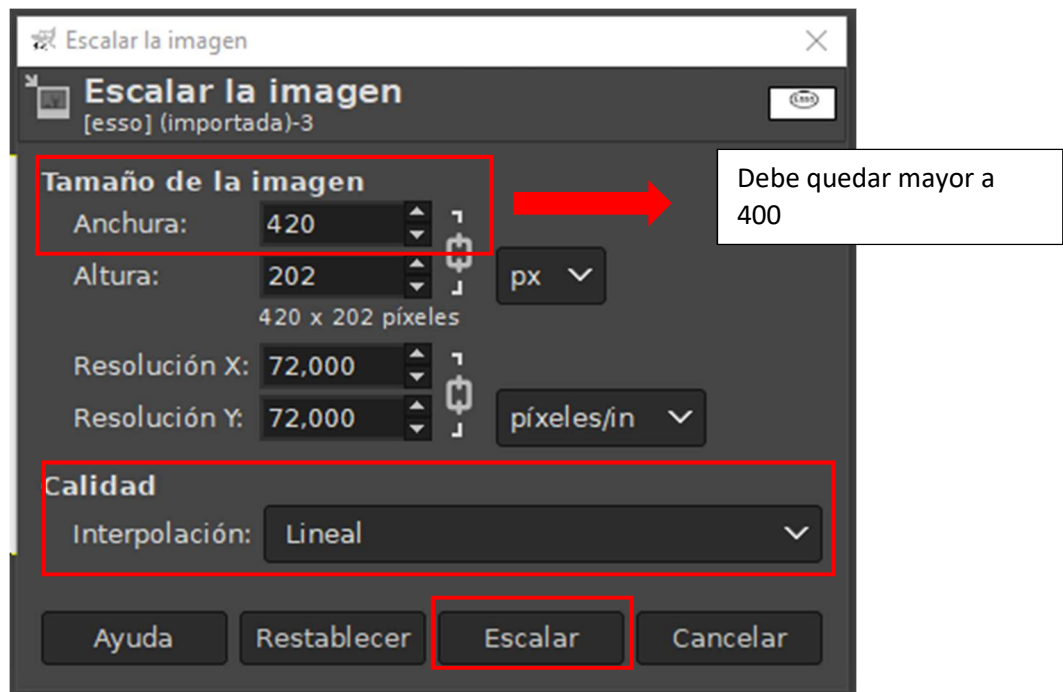 Escalar la imagen
Escalar la imagen
[esso] (importada)-3
Tamaño de la imagen
Debe quedar mayor a
400
Anchura: 420
Altura: 202 px
420 x 202 píxeles
Resolución X: 72,000
Resolución Y: 72,000 píxeles/in
Calidad
Interpolación: Lineal
Ayuda Restablecer Escalar Cancelar